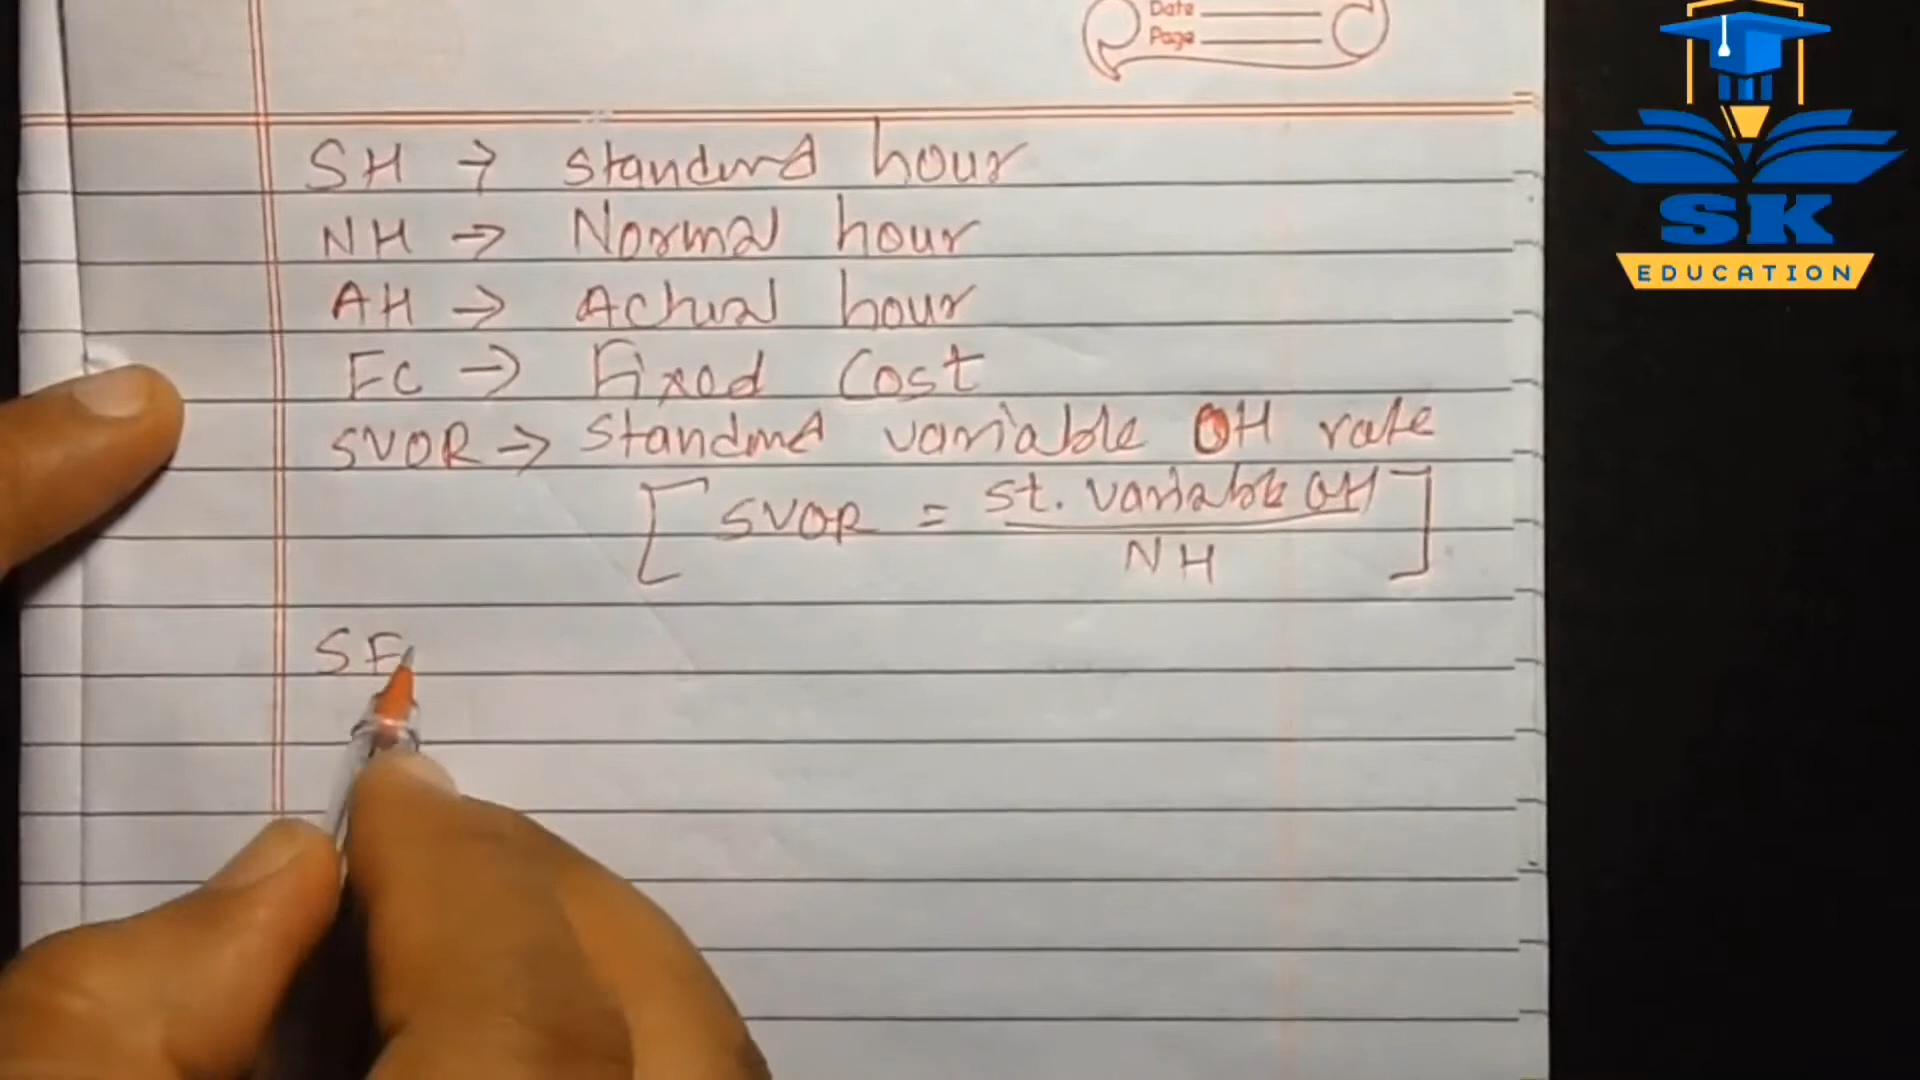 Date
Page
SH → Standard hour
NH → Normal hour
AH → Actual hour
FC → Fixed Cost
SVOR → Standard variable OH rate
[ SVOR = St. variable OH / NH ]
SF
SK
EDUCATION